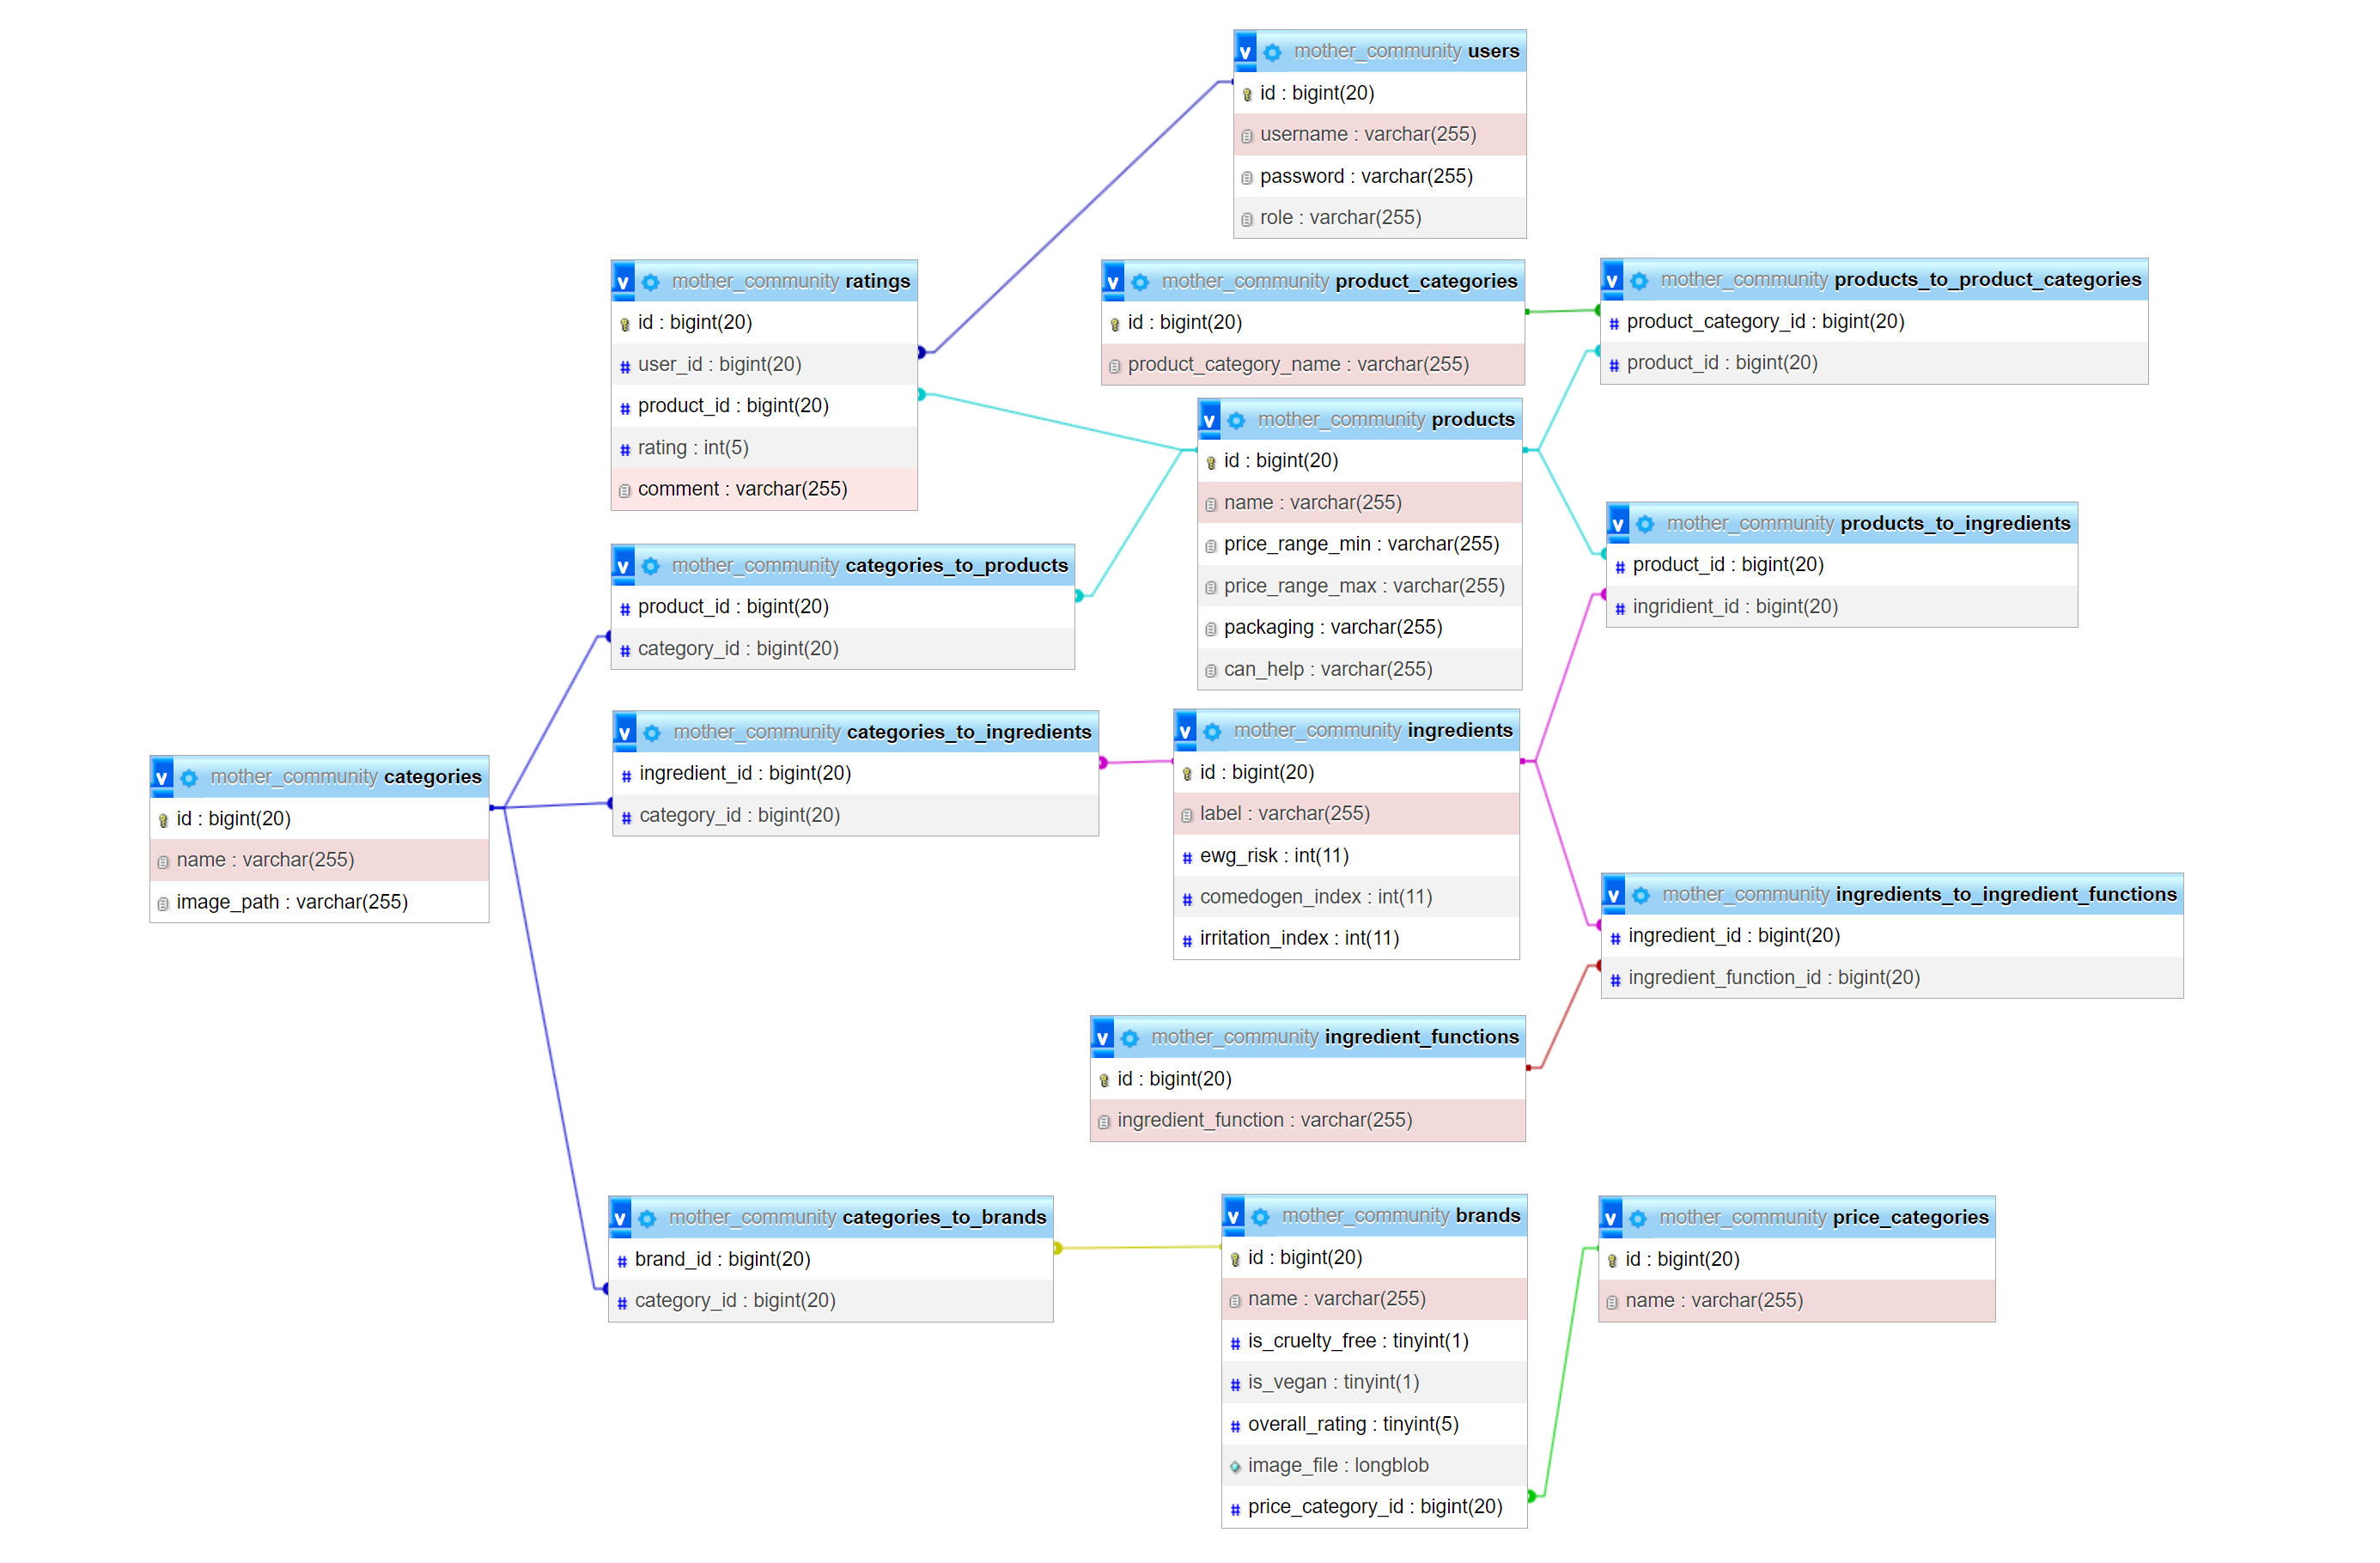 v mother_community users
id : bigint(20)
username : varchar(255)
password : varchar(255)
role : varchar(255)
v mother_community ratings
id : bigint(20)
# user_id : bigint(20)
# product_id : bigint(20)
# rating : int(5)
comment : varchar(255)
v mother_community product_categories
id : bigint(20)
product_category_name : varchar(255)
v mother_community products_to_product_categories
# product_category_id : bigint(20)
# product_id : bigint(20)
v mother_community products
id : bigint(20)
name : varchar(255)
price_range_min : varchar(255)
price_range_max : varchar(255)
packaging : varchar(255)
can_help : varchar(255)
v mother_community products_to_ingredients
# product_id : bigint(20)
# ingridient_id : bigint(20)
v mother_community categories_to_products
# product_id : bigint(20)
# category_id : bigint(20)
v mother_community categories_to_ingredients
# ingredient_id : bigint(20)
# category_id : bigint(20)
v mother_community ingredients
id : bigint(20)
label : varchar(255)
# ewg_risk : int(11)
# comedogen_index : int(11)
# irritation_index : int(11)
v mother_community categories
id : bigint(20)
name : varchar(255)
image_path : varchar(255)
v mother_community ingredients_to_ingredient_functions
# ingredient_id : bigint(20)
# ingredient_function_id : bigint(20)
v mother_community ingredient_functions
id : bigint(20)
ingredient_function : varchar(255)
v mother_community categories_to_brands
# brand_id : bigint(20)
# category_id : bigint(20)
v mother_community brands
id : bigint(20)
name : varchar(255)
# is_cruelty_free : tinyint(1)
# is_vegan : tinyint(1)
# overall_rating : tinyint(5)
image_file : longblob
# price_category_id : bigint(20)
v mother_community price_categories
id : bigint(20)
name : varchar(255)